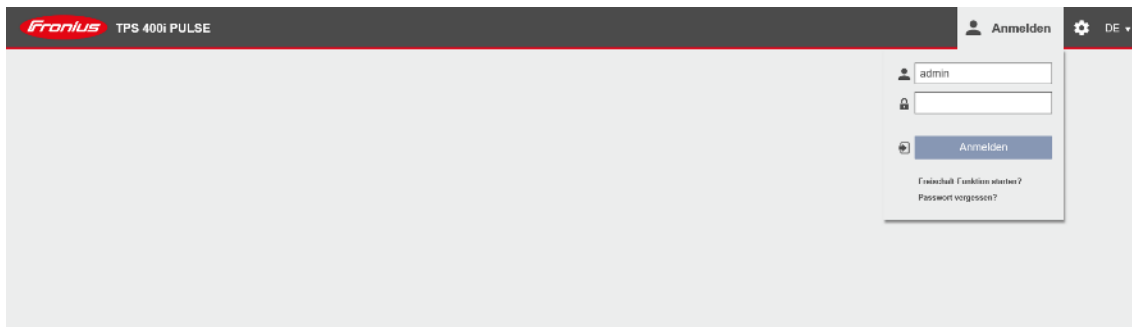 Fronius TPS 400i PULSE
Anmelden
DE
admin
Anmelden
Freischalt Funktion starten?
Passwort vergessen?